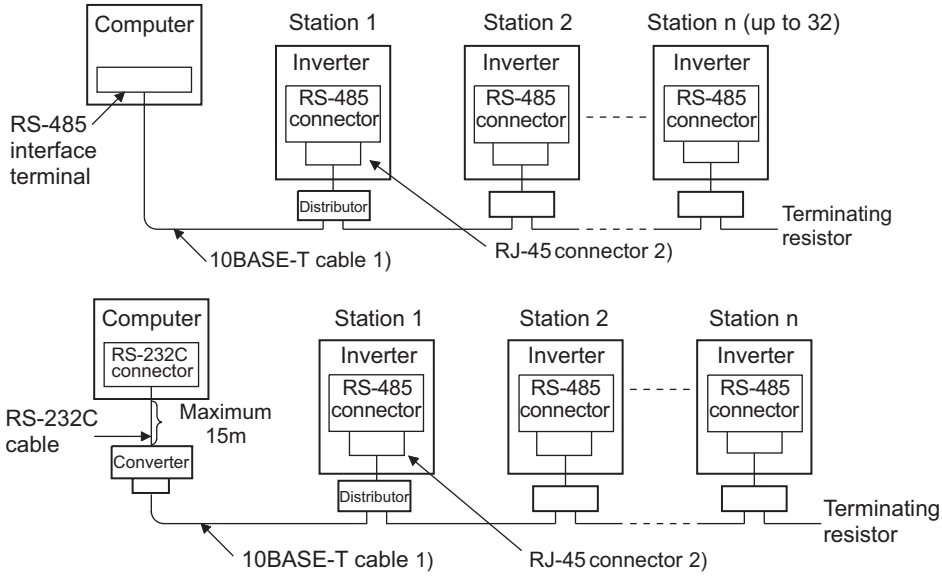 Computer
Station 1
Station 2
Station n (up to 32)
Inverter
Inverter
Inverter
RS-485
connector
RS-485
connector
RS-485
connector
RS-485
interface
terminal
Distributor
Terminating
resistor
10BASE-T cable 1)
RJ-45 connector 2)
Computer
Station 1
Station 2
Station n
RS-232C
connector
Inverter
Inverter
Inverter
RS-485
connector
RS-485
connector
RS-485
connector
RS-232C
cable
Maximum
15m
Converter
Distributor
Terminating
resistor
10BASE-T cable 1)
RJ-45 connector 2)